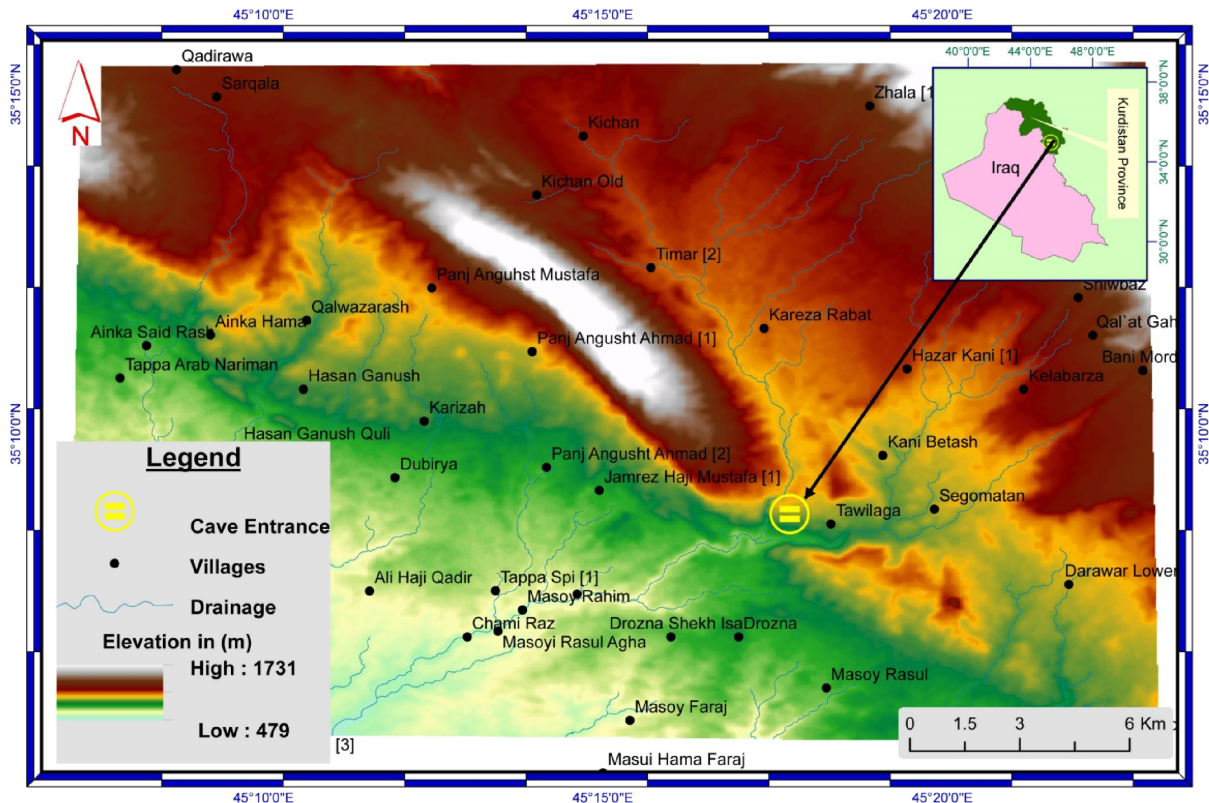 45°10'0"E
45°15'0"E
45°20'0"E
Qadirawa
Sarqala
Zhala [1
40°0'0"E
44°0'0"E
48°0'0"E
35°15'0"N
35°15'0"N
N
Kichan
38°0'0"N
Kurdistan Province
Iraq
34°0'0"N
30°0'0"N
Kichan Old
Timar [2]
Panj Anguhst Mustafa
Shiwbaz
Qalwazarash
Kareza Rabat
Ainka Said Rash
Ainka Hama
Qal`at Gah
Panj Angusht Ahmad [1]
Hazar Kani [1]
Bani Mord
Tappa Arab Nariman
Hasan Ganush
Kelabarza
Karizah
35°10'0"N
35°10'0"N
Hasan Ganush Quli
Kani Betash
Dubirya
Panj Angusht Ahmad [2]
Jamrez Haji Mustafa [1]
Segomatan
Tawilaga
Legend
Cave Entrance
Villages
Drainage
Elevation in (m)
High : 1731
Low : 479
Ali Haji Qadir
Tappa Spi [1]
Darawar Lower
Masoy Rahim
Chami Raz
Masoyi Rasul Agha
Drozna Shekh Isa
Drozna
Masoy Rasul
Masoy Faraj
0 1.5 3 6 Km
[3]
Masui Hama Faraj
45°10'0"E
45°15'0"E
45°20'0"E